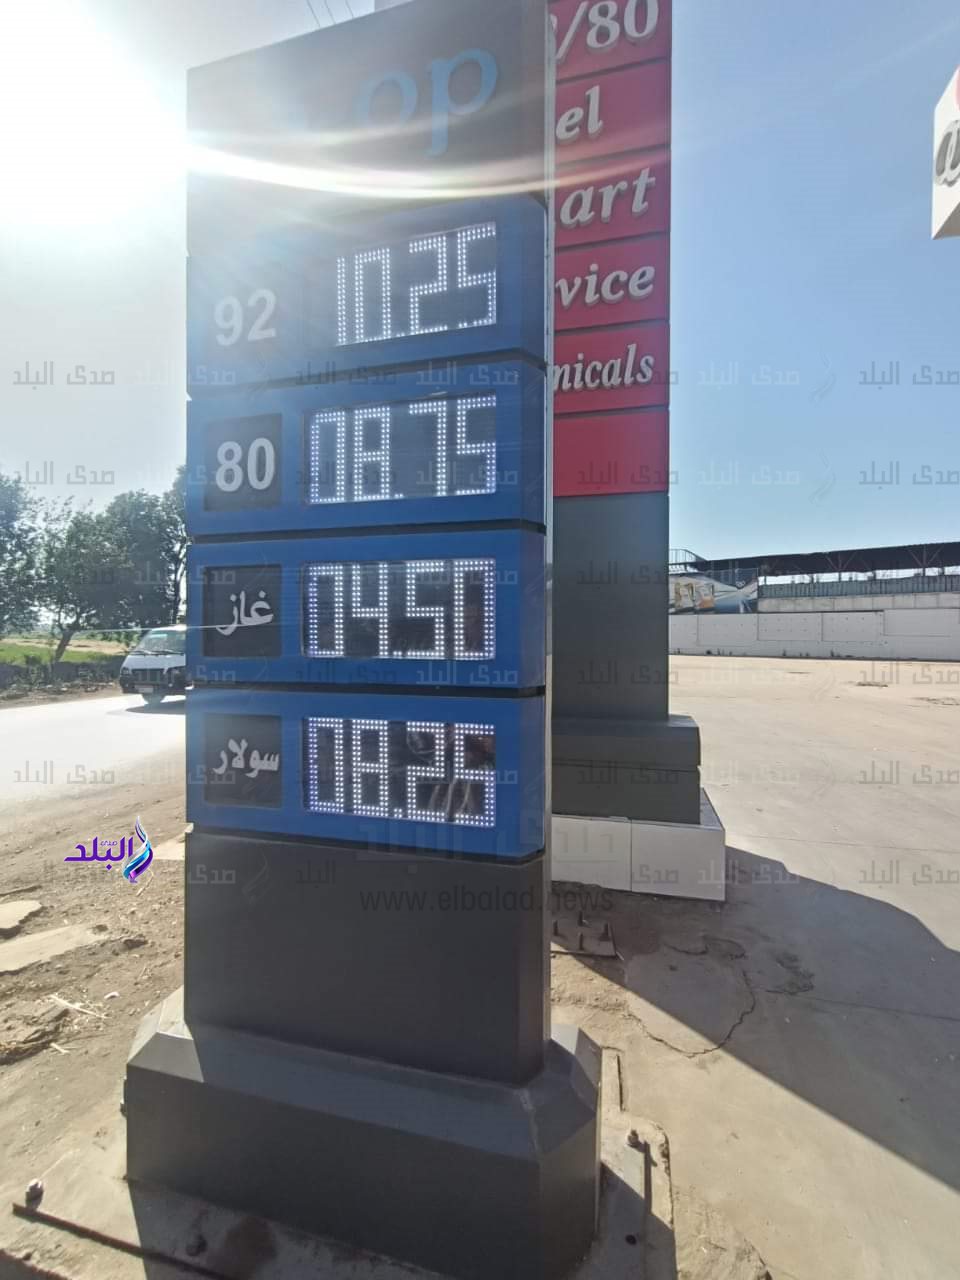 op
92
10.25
80
08.75
غاز
04.50
سولار
08.25
/80
el
art
vice
micals
صدى البلد
www.elbalad.news